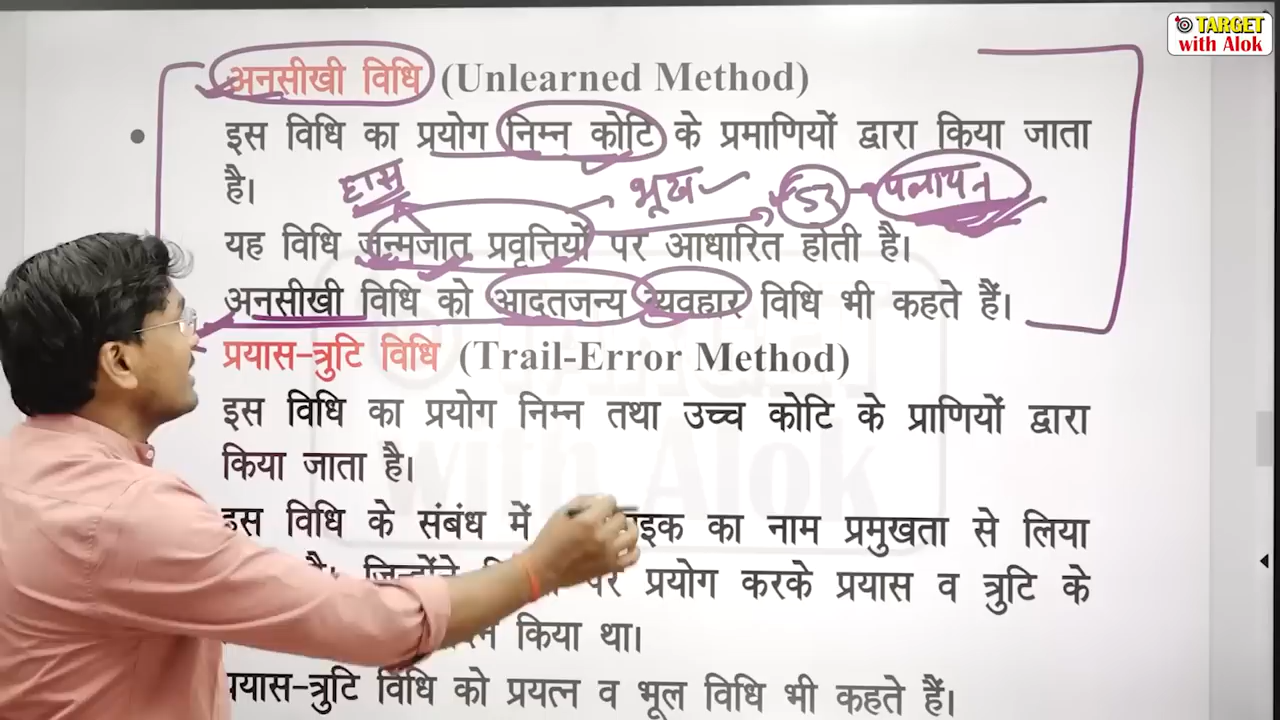 TARGET
with Alok
अनसीखी विधि (Unlearned Method)
इस विधि का प्रयोग निम्न कोटि के प्रमाणियों द्वारा किया जाता
है।
हास भूख डर पलायन
यह विधि जन्मजात प्रवृत्तियों पर आधारित होती है।
अनसीखी विधि को आदतजन्य व्यवहार विधि भी कहते हैं।
प्रयास-त्रुटि विधि (Trail-Error Method)
इस विधि का प्रयोग निम्न तथा उच्च कोटि के प्राणियों द्वारा
किया जाता है।
इस विधि के संबंध में का नाम प्रमुखता से लिया
है। जिन्होंने पर प्रयोग करके प्रयास व त्रुटि के
किया था।
प्रयास-त्रुटि विधि को प्रयत्न व भूल विधि भी कहते हैं।